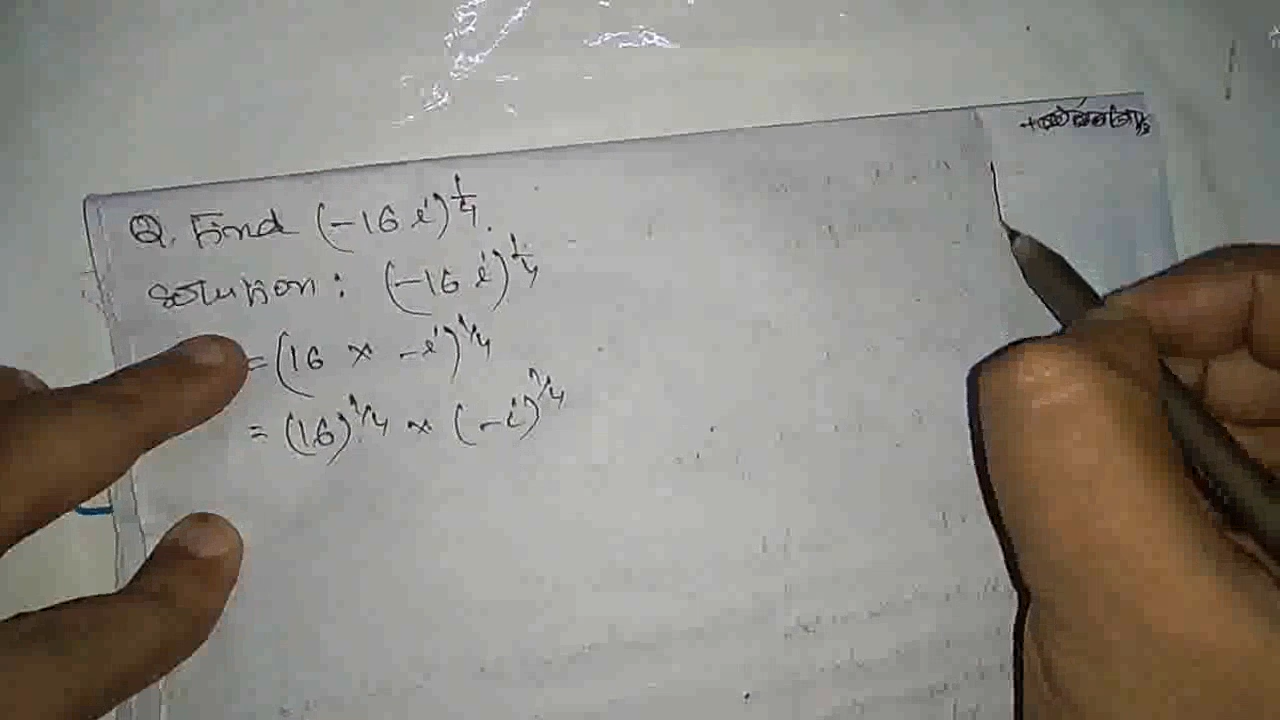 Q. Find (-16 i)^1/4.
Solution: (-16 i)^1/4
= (16 × -i)^1/4
= (16)^1/4 × (-i)^1/4